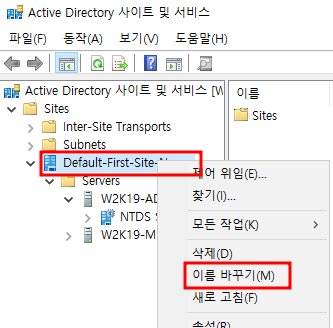 Active Directory 사이트 및 서비스
파일(F) 동작(A) 보기(V) 도움말(H)
Active Directory 사이트 및 서비스 [W
이름
Sites
Sites
Inter-Site Transports
Subnets
Default-First-Site-N
제어 위임(E)...
Servers
찾기(I)...
W2K19-AD
NTDS S
모든 작업(K)
W2K19-M
삭제(D)
이름 바꾸기(M)
새로 고침(F)
속성(R)